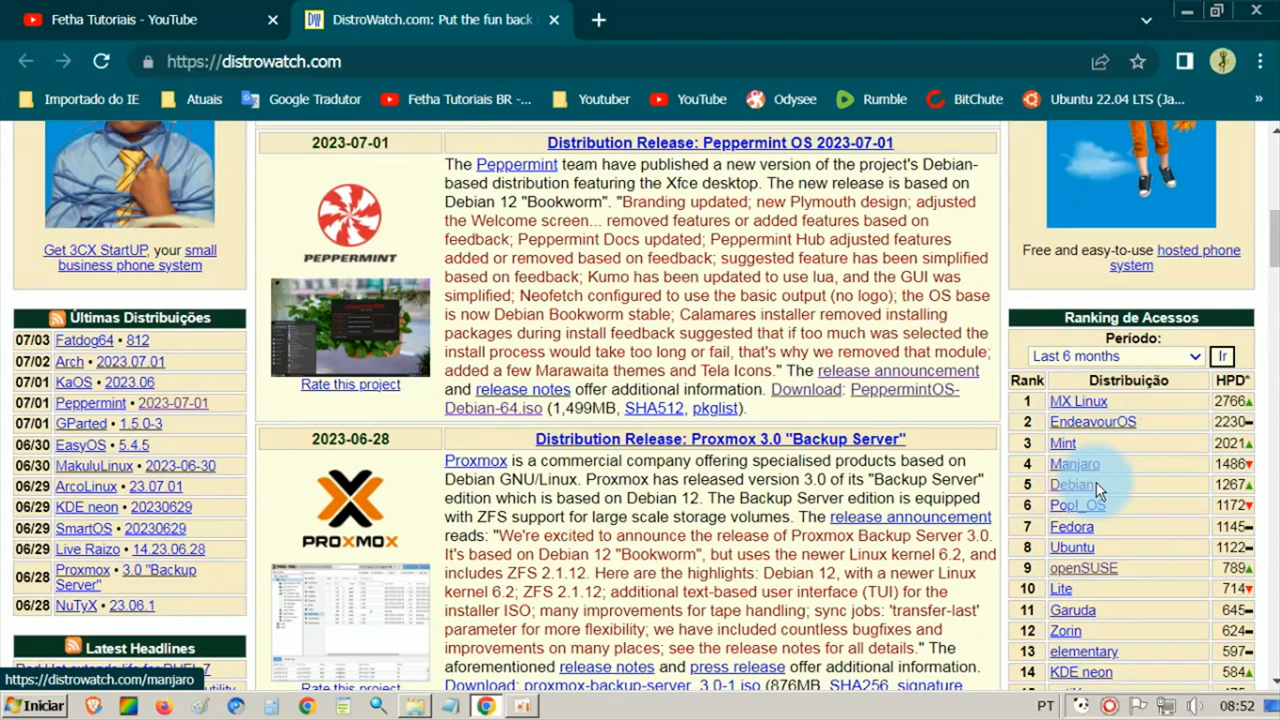 Fetha Tutoriais - YouTube
DistroWatch.com: Put the fun back
https://distrowatch.com
Importado do IE
Atuais
Google Tradutor
Fetha Tutoriais BR -...
Youtuber
YouTube
Odysee
Rumble
BitChute
Ubuntu 22.04 LTS (Ja...
»
Get 3CX StartUP, your small
business phone system
Últimas Distribuições
07/03 Fatdog64 • 812
07/02 Arch • 2023.07.01
07/01 KaOS • 2023.06
07/01 Peppermint • 2023-07-01
07/01 GParted • 1.5.0-3
06/30 EasyOS • 5.4.5
06/30 MakuluLinux • 2023-06-30
06/29 ArcoLinux • 23.07.01
06/29 KDE neon • 20230629
06/29 SmartOS • 20230629
06/29 Live Raizo • 14.23.06.28
06/28 Proxmox • 3.0 "Backup
Server"
06/28 NuTyX • 23.06.1
Latest Headlines
https://distrowatch.com/manjaro
2023-07-01
Distribution Release: Peppermint OS 2023-07-01
PEPPERMINT
Rate this project
The Peppermint team have published a new version of the project's Debian-
based distribution featuring the Xfce desktop. The new release is based on
Debian 12 "Bookworm". "Branding updated; new Plymouth design; adjusted
the Welcome screen... removed features or added features based on
feedback; Peppermint Docs updated; Peppermint Hub adjusted features
added or removed based on feedback; suggested feature has been simplified
based on feedback; Kumo has been updated to use lua, and the GUI was
simplified; Neofetch configured to use the basic output (no logo); the OS base
is now Debian Bookworm stable; Calamares installer removed installing
packages during install feedback suggested that if too much was selected the
install process would take too long or fail, that's why we removed that module;
added a few Marawaita themes and Tela Icons." The release announcement
and release notes offer additional information. Download: PeppermintOS-
Debian-64.iso (1,499MB, SHA512, pkglist).
2023-06-28
Distribution Release: Proxmox 3.0 "Backup Server"
PROXMOX
Rate this project
Proxmox is a commercial company offering specialised products based on
Debian GNU/Linux. Proxmox has released version 3.0 of its "Backup Server"
edition which is based on Debian 12. The Backup Server edition is equipped
with ZFS support for large scale storage volumes. The release announcement
reads: "We're excited to announce the release of Proxmox Backup Server 3.0.
It's based on Debian 12 "Bookworm", but uses the newer Linux kernel 6.2, and
includes ZFS 2.1.12. Here are the highlights: Debian 12, with a newer Linux
kernel 6.2; ZFS 2.1.12; additional text-based user interface (TUI) for the
installer ISO; many improvements for tape handling; sync jobs: 'transfer-last'
parameter for more flexibility; we have included countless bugfixes and
improvements on many places; see the release notes for all details." The
aforementioned release notes and press release offer additional information.
Download: proxmox-backup-server_3.0-1.iso (876MB, SHA256, signature,
Free and easy-to-use hosted phone
system
Ranking de Acessos
Período:
Last 6 months
Ir
Rank Distribuição HPD*
1 MX Linux 2766
2 EndeavourOS 2230
3 Mint 2021
4 Manjaro 1486
5 Debian 1267
6 Pop!_OS 1172
7 Fedora 1145
8 Ubuntu 1122
9 openSUSE 789
10 Lite 714
11 Garuda 645
12 Zorin 624
13 elementary 597
14 KDE neon 584
Iniciar
PT
08:52